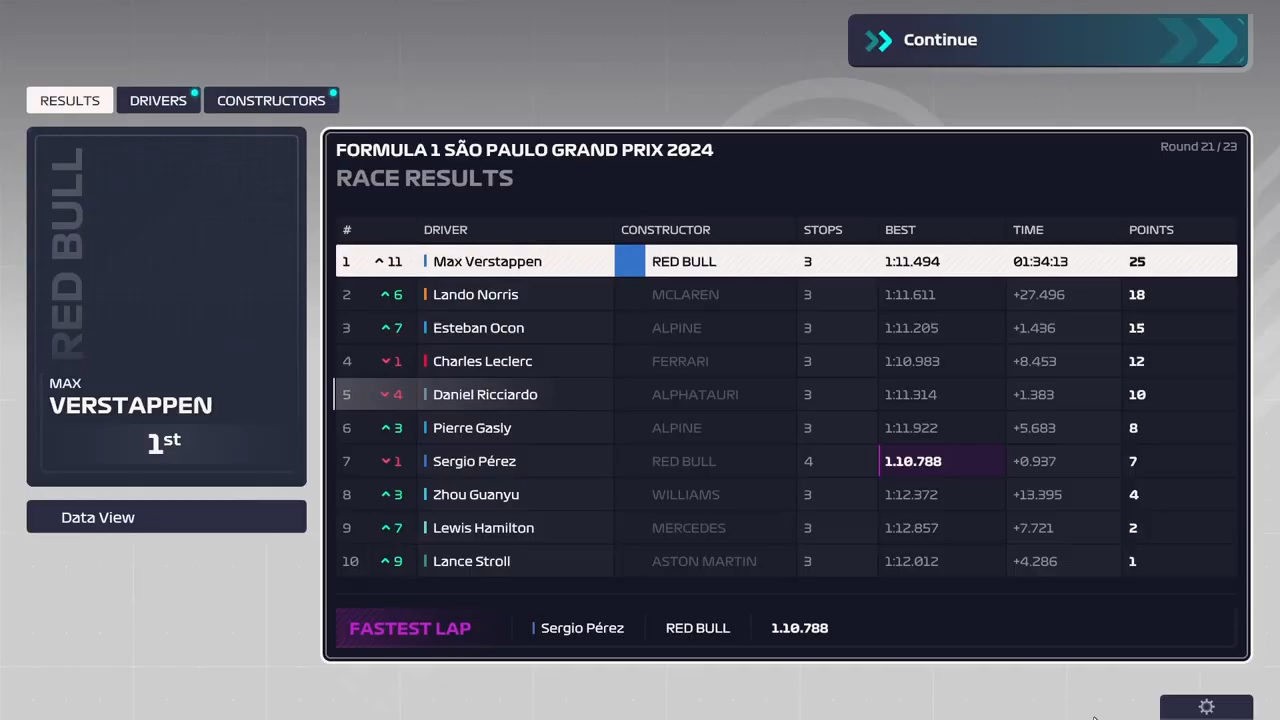 Continue
RESULTS DRIVERS CONSTRUCTORS
RED BULL
MAX
VERSTAPPEN
1st
Data View
FORMULA 1 SÃO PAULO GRAND PRIX 2024 Round 21 / 23
RACE RESULTS
# DRIVER CONSTRUCTOR STOPS BEST TIME POINTS
1 11 Max Verstappen RED BULL 3 1:11.494 01:34:13 25
2 6 Lando Norris MCLAREN 3 1:11.611 +27.496 18
3 7 Esteban Ocon ALPINE 3 1:11.205 +1.436 15
4 1 Charles Leclerc FERRARI 3 1:10.983 +8.453 12
5 4 Daniel Ricciardo ALPHATAURI 3 1:11.314 +1.383 10
6 3 Pierre Gasly ALPINE 3 1:11.922 +5.683 8
7 1 Sergio Pérez RED BULL 4 1.10.788 +0.937 7
8 3 Zhou Guanyu WILLIAMS 3 1:12.372 +13.395 4
9 7 Lewis Hamilton MERCEDES 3 1:12.857 +7.721 2
10 9 Lance Stroll ASTON MARTIN 3 1:12.012 +4.286 1
FASTEST LAP Sergio Pérez RED BULL 1.10.788